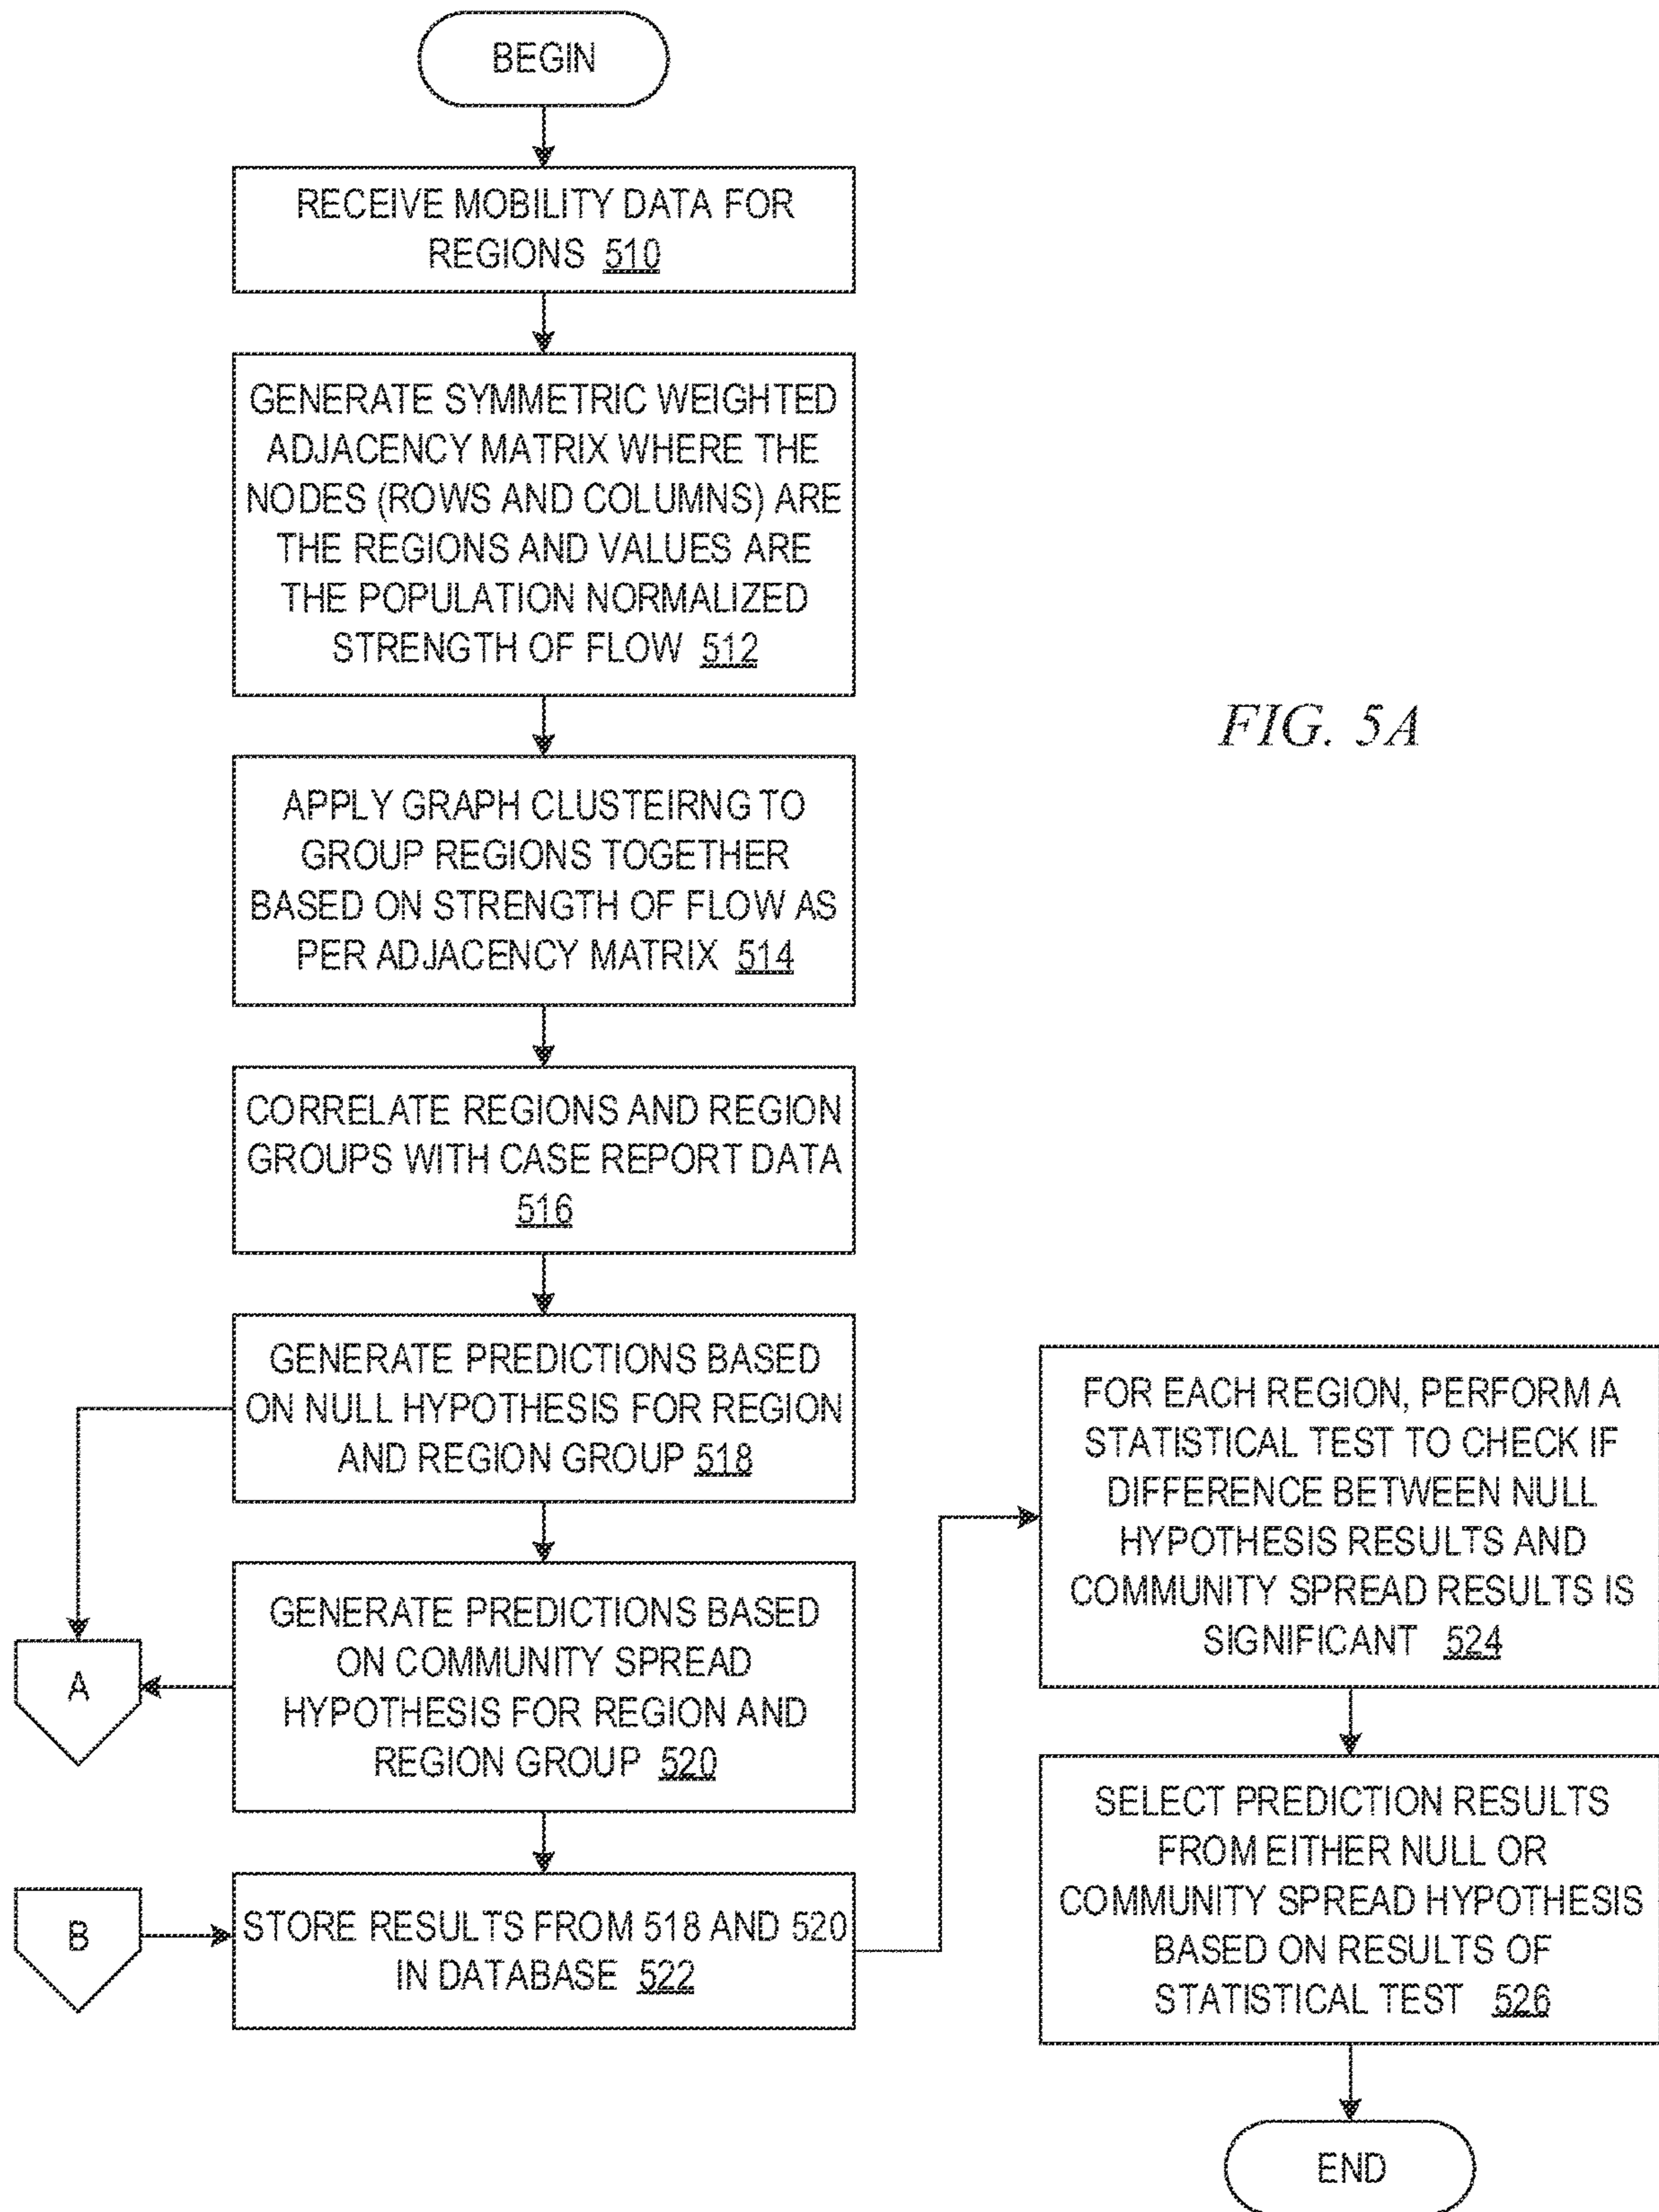 BEGIN
RECEIVE MOBILITY DATA FOR
REGIONS 510
GENERATE SYMMETRIC WEIGHTED
ADJACENCY MATRIX WHERE THE
NODES (ROWS AND COLUMNS) ARE
THE REGIONS AND VALUES ARE
THE POPULATION NORMALIZED
STRENGTH OF FLOW 512
FIG. 5A
APPLY GRAPH CLUSTEIRNG TO
GROUP REGIONS TOGETHER
BASED ON STRENGTH OF FLOW AS
PER ADJACENCY MATRIX 514
CORRELATE REGIONS AND REGION
GROUPS WITH CASE REPORT DATA
516
GENERATE PREDICTIONS BASED
ON NULL HYPOTHESIS FOR REGION
AND REGION GROUP 518
GENERATE PREDICTIONS BASED
ON COMMUNITY SPREAD
HYPOTHESIS FOR REGION AND
REGION GROUP 520
A
B
STORE RESULTS FROM 518 AND 520
IN DATABASE 522
FOR EACH REGION, PERFORM A
STATISTICAL TEST TO CHECK IF
DIFFERENCE BETWEEN NULL
HYPOTHESIS RESULTS AND
COMMUNITY SPREAD RESULTS IS
SIGNIFICANT 524
SELECT PREDICTION RESULTS
FROM EITHER NULL OR
COMMUNITY SPREAD HYPOTHESIS
BASED ON RESULTS OF
STATISTICAL TEST 526
END